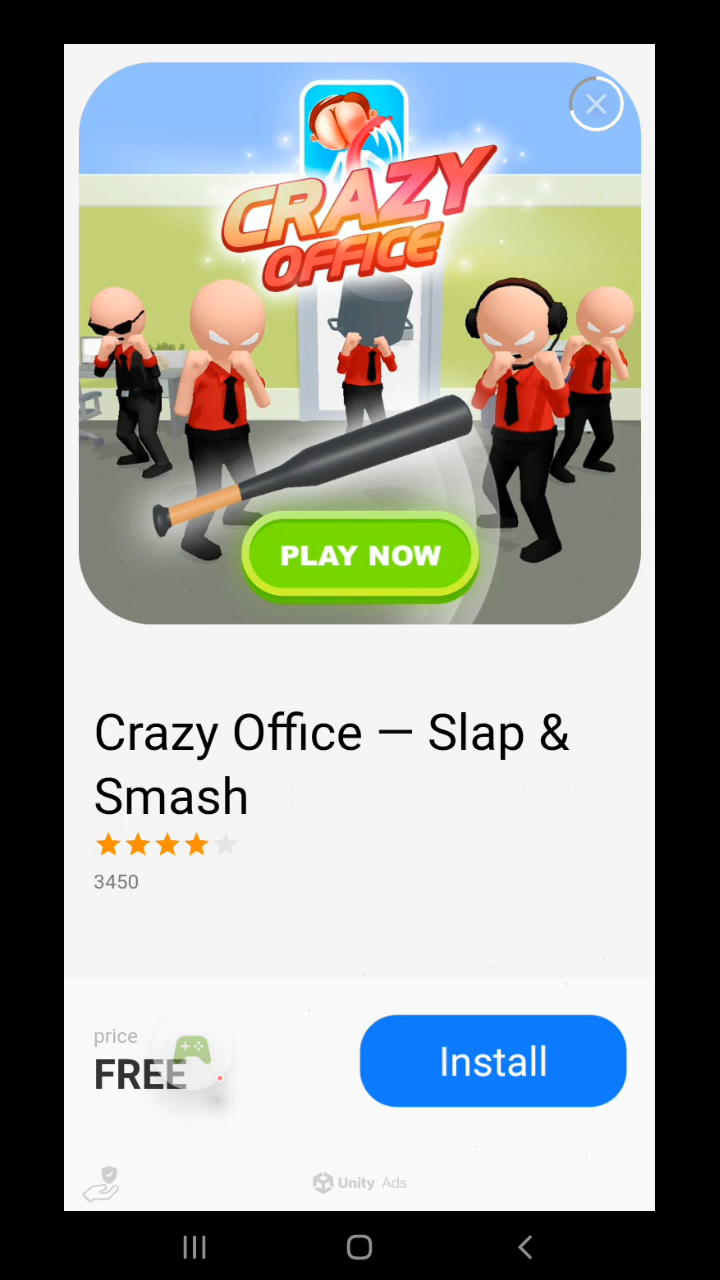 CRAZY
OFFICE
PLAY NOW
Crazy Office — Slap &
Smash
3450
price
FREE
Install
Unity Ads